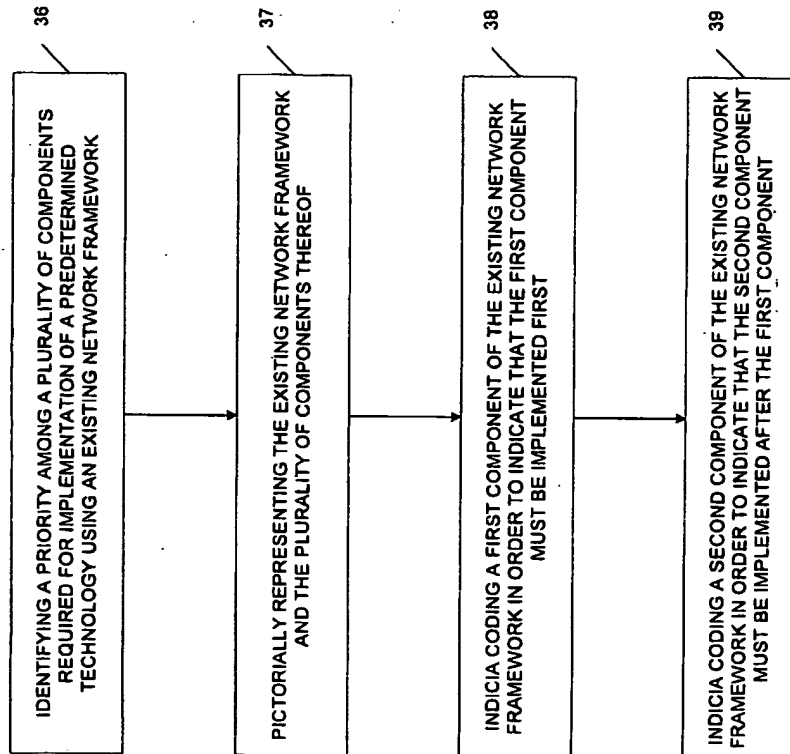 36
IDENTIFYING A PRIORITY AMONG A PLURALITY OF COMPONENTS
REQUIRED FOR IMPLEMENTATION OF A PREDETERMINED
TECHNOLOGY USING AN EXISTING NETWORK FRAMEWORK
37
PICTORIALLY REPRESENTING THE EXISTING NETWORK FRAMEWORK
AND THE PLURALITY OF COMPONENTS THEREOF
38
INDICIA CODING A FIRST COMPONENT OF THE EXISTING NETWORK
FRAMEWORK IN ORDER TO INDICATE THAT THE FIRST COMPONENT
MUST BE IMPLEMENTED FIRST
39
INDICIA CODING A SECOND COMPONENT OF THE EXISTING NETWORK
FRAMEWORK IN ORDER TO INDICATE THAT THE SECOND COMPONENT
MUST BE IMPLEMENTED AFTER THE FIRST COMPONENT